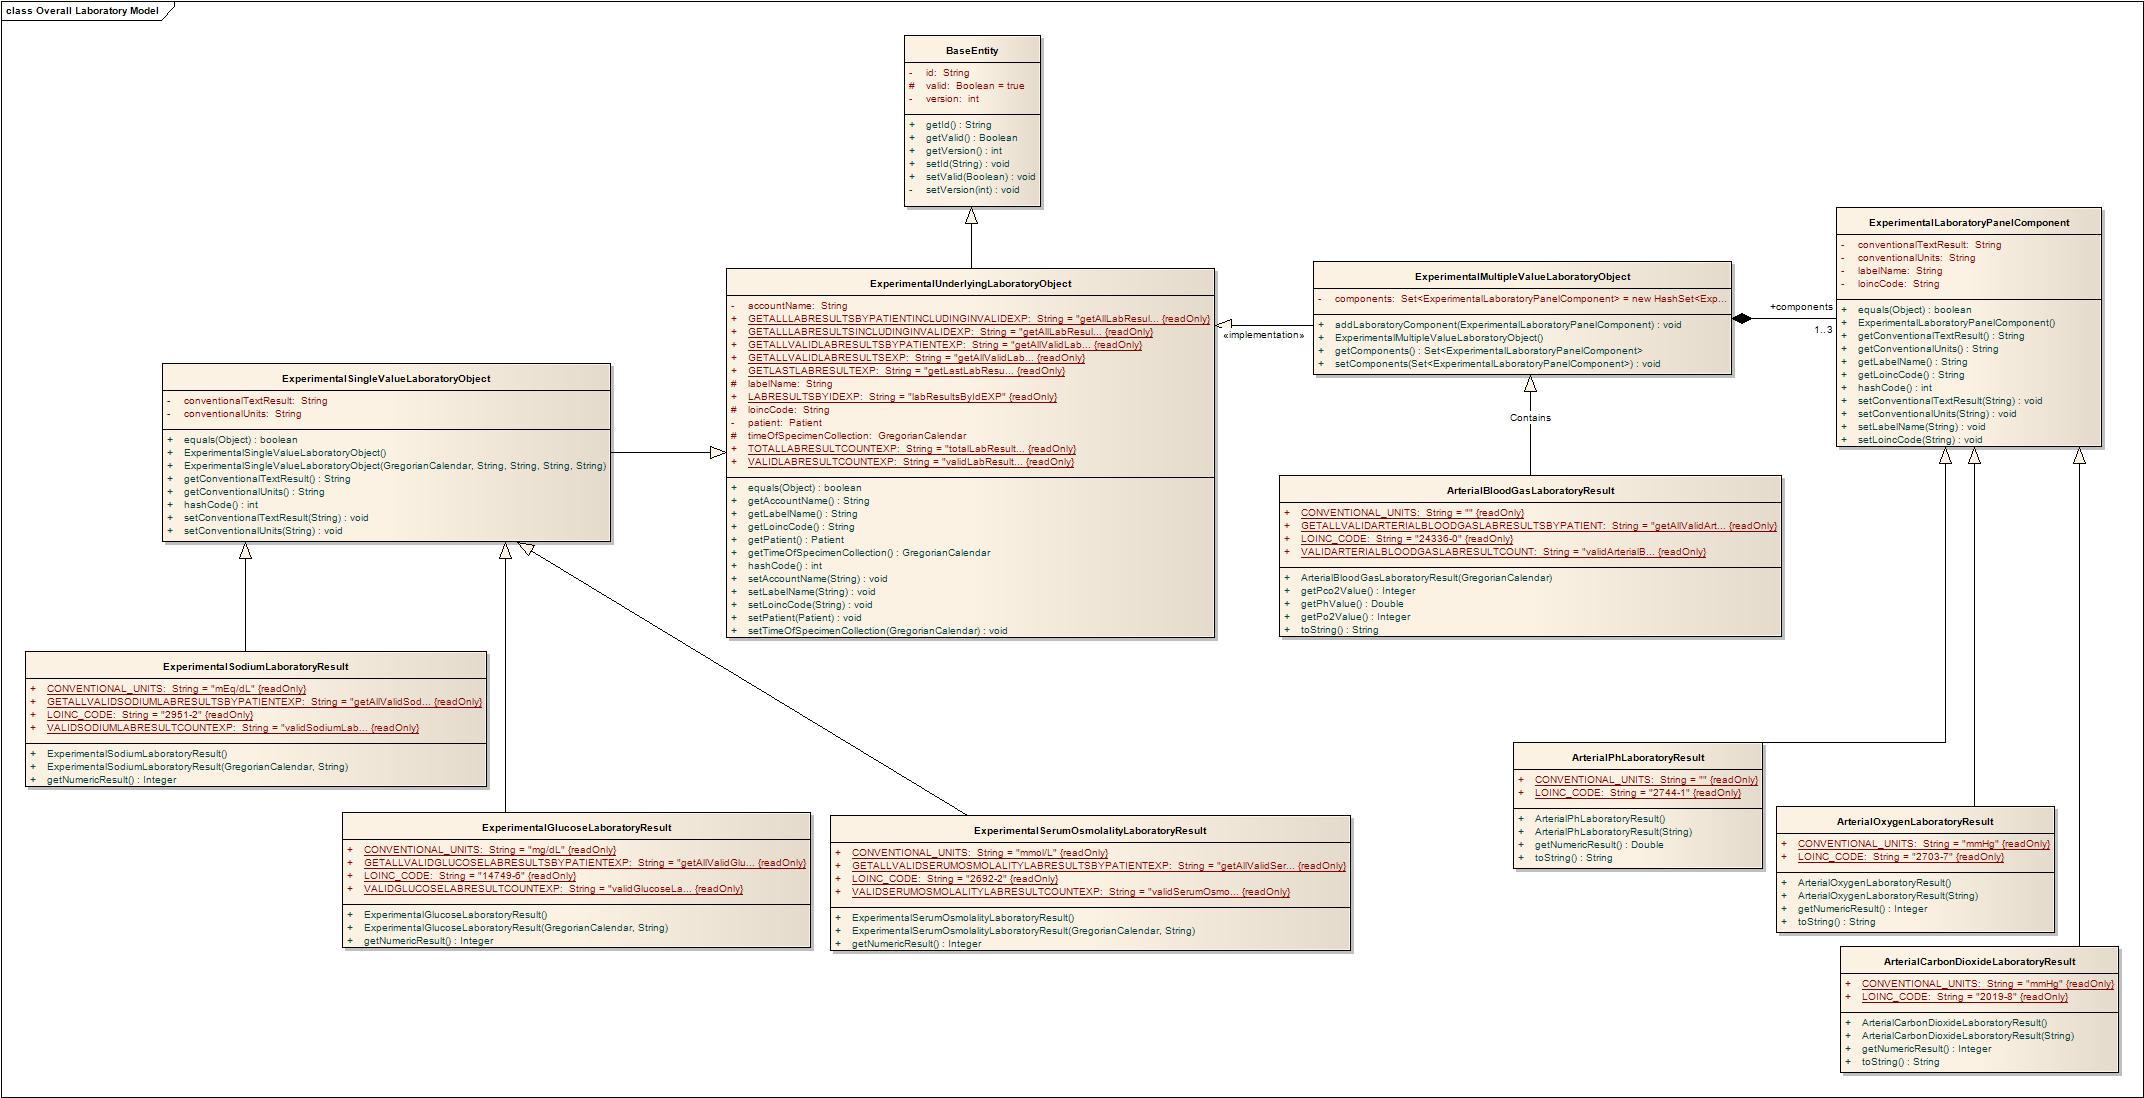 class Overall Laboratory Model
BaseEntity
- id: String
# valid: Boolean = true
- version: int
+ getId() : String
+ getValid() : Boolean
+ getVersion() : int
+ setId(String) : void
+ setValid(Boolean) : void
- setVersion(int) : void
ExperimentalUnderlyingLaboratoryObject
- accountName: String
+ GETALLLABRESULTSBYPATIENTINCLUDINGINVALIDEXP: String = "getAllLabResul... {readOnly}
+ GETALLLABRESULTSINCLUDINGINVALIDEXP: String = "getAllLabResul... {readOnly}
+ GETALLVALIDLABRESULTSBYPATIENTEXP: String = "getAllValidLab... {readOnly}
+ GETALLVALIDLABRESULTSEXP: String = "getAllValidLab... {readOnly}
+ GETLASTLABRESULTEXP: String = "getLastLabResu... {readOnly}
# labelName: String
+ LABRESULTSBYIDEXP: String = "labResultsByIdEXP" {readOnly}
# loincCode: String
- patient: Patient
# timeOfSpecimenCollection: GregorianCalendar
+ TOTALLABRESULTCOUNTEXP: String = "totalLabResult... {readOnly}
+ VALIDLABRESULTCOUNTEXP: String = "validLabResult... {readOnly}
+ equals(Object) : boolean
+ getAccountName() : String
+ getLabelName() : String
+ getLoincCode() : String
+ getPatient() : Patient
+ getTimeOfSpecimenCollection() : GregorianCalendar
+ hashCode() : int
+ setAccountName(String) : void
+ setLabelName(String) : void
+ setLoincCode(String) : void
+ setPatient(Patient) : void
+ setTimeOfSpecimenCollection(GregorianCalendar) : void
«implementation»
ExperimentalMultipleValueLaboratoryObject
- components: Set<ExperimentalLaboratoryPanelComponent> = new HashSet<Exp...
+ addLaboratoryComponent(ExperimentalLaboratoryPanelComponent) : void
+ ExperimentalMultipleValueLaboratoryObject()
+ getComponents() : Set<ExperimentalLaboratoryPanelComponent>
+ setComponents(Set<ExperimentalLaboratoryPanelComponent>) : void
+components
1..3
ExperimentalLaboratoryPanelComponent
- conventionalTextResult: String
- conventionalUnits: String
- labelName: String
- loincCode: String
+ equals(Object) : boolean
+ ExperimentalLaboratoryPanelComponent()
+ getConventionalTextResult() : String
+ getConventionalUnits() : String
+ getLabelName() : String
+ getLoincCode() : String
+ hashCode() : int
+ setConventionalTextResult(String) : void
+ setConventionalUnits(String) : void
+ setLabelName(String) : void
+ setLoincCode(String) : void
ExperimentalSingleValueLaboratoryObject
- conventionalTextResult: String
- conventionalUnits: String
+ equals(Object) : boolean
+ ExperimentalSingleValueLaboratoryObject()
+ ExperimentalSingleValueLaboratoryObject(GregorianCalendar, String, String, String, String)
+ getConventionalTextResult() : String
+ getConventionalUnits() : String
+ hashCode() : int
+ setConventionalTextResult(String) : void
+ setConventionalUnits(String) : void
Contains
ArterialBloodGasLaboratoryResult
+ CONVENTIONAL_UNITS: String = "" {readOnly}
+ GETALLVALIDARTERIALBLOODGASLABRESULTSBYPATIENT: String = "getAllValidArt... {readOnly}
+ LOINC_CODE: String = "24336-0" {readOnly}
+ VALIDARTERIALBLOODGASLABRESULTCOUNT: String = "validArterialB... {readOnly}
+ ArterialBloodGasLaboratoryResult(GregorianCalendar)
+ getPco2Value() : Integer
+ getPhValue() : Double
+ getPo2Value() : Integer
+ toString() : String
ExperimentalSodiumLaboratoryResult
+ CONVENTIONAL_UNITS: String = "mEq/dL" {readOnly}
+ GETALLVALIDSODIUMLABRESULTSBYPATIENTEXP: String = "getAllValidSod... {readOnly}
+ LOINC_CODE: String = "2951-2" {readOnly}
+ VALIDSODIUMLABRESULTCOUNTEXP: String = "validSodiumLab... {readOnly}
+ ExperimentalSodiumLaboratoryResult()
+ ExperimentalSodiumLaboratoryResult(GregorianCalendar, String)
+ getNumericResult() : Integer
ExperimentalGlucoseLaboratoryResult
+ CONVENTIONAL_UNITS: String = "mg/dL" {readOnly}
+ GETALLVALIDGLUCOSELABRESULTSBYPATIENTEXP: String = "getAllValidGlu... {readOnly}
+ LOINC_CODE: String = "14749-6" {readOnly}
+ VALIDGLUCOSELABRESULTCOUNTEXP: String = "validGlucoseLa... {readOnly}
+ ExperimentalGlucoseLaboratoryResult()
+ ExperimentalGlucoseLaboratoryResult(GregorianCalendar, String)
+ getNumericResult() : Integer
ExperimentalSerumOsmolalityLaboratoryResult
+ CONVENTIONAL_UNITS: String = "mmol/L" {readOnly}
+ GETALLVALIDSERUMOSMOLALITYLABRESULTSBYPATIENTEXP: String = "getAllValidSer... {readOnly}
+ LOINC_CODE: String = "2692-2" {readOnly}
+ VALIDSERUMOSMOLALITYLABRESULTCOUNTEXP: String = "validSerumOsmo... {readOnly}
+ ExperimentalSerumOsmolalityLaboratoryResult()
+ ExperimentalSerumOsmolalityLaboratoryResult(GregorianCalendar, String)
+ getNumericResult() : Integer
ArterialPhLaboratoryResult
+ CONVENTIONAL_UNITS: String = "" {readOnly}
+ LOINC_CODE: String = "2744-1" {readOnly}
+ ArterialPhLaboratoryResult()
+ ArterialPhLaboratoryResult(String)
+ getNumericResult() : Double
+ toString() : String
ArterialOxygenLaboratoryResult
+ CONVENTIONAL_UNITS: String = "mmHg" {readOnly}
+ LOINC_CODE: String = "2703-7" {readOnly}
+ ArterialOxygenLaboratoryResult()
+ ArterialOxygenLaboratoryResult(String)
+ getNumericResult() : Integer
+ toString() : String
ArterialCarbonDioxideLaboratoryResult
+ CONVENTIONAL_UNITS: String = "mmHg" {readOnly}
+ LOINC_CODE: String = "2019-8" {readOnly}
+ ArterialCarbonDioxideLaboratoryResult()
+ ArterialCarbonDioxideLaboratoryResult(String)
+ getNumericResult() : Integer
+ toString() : String